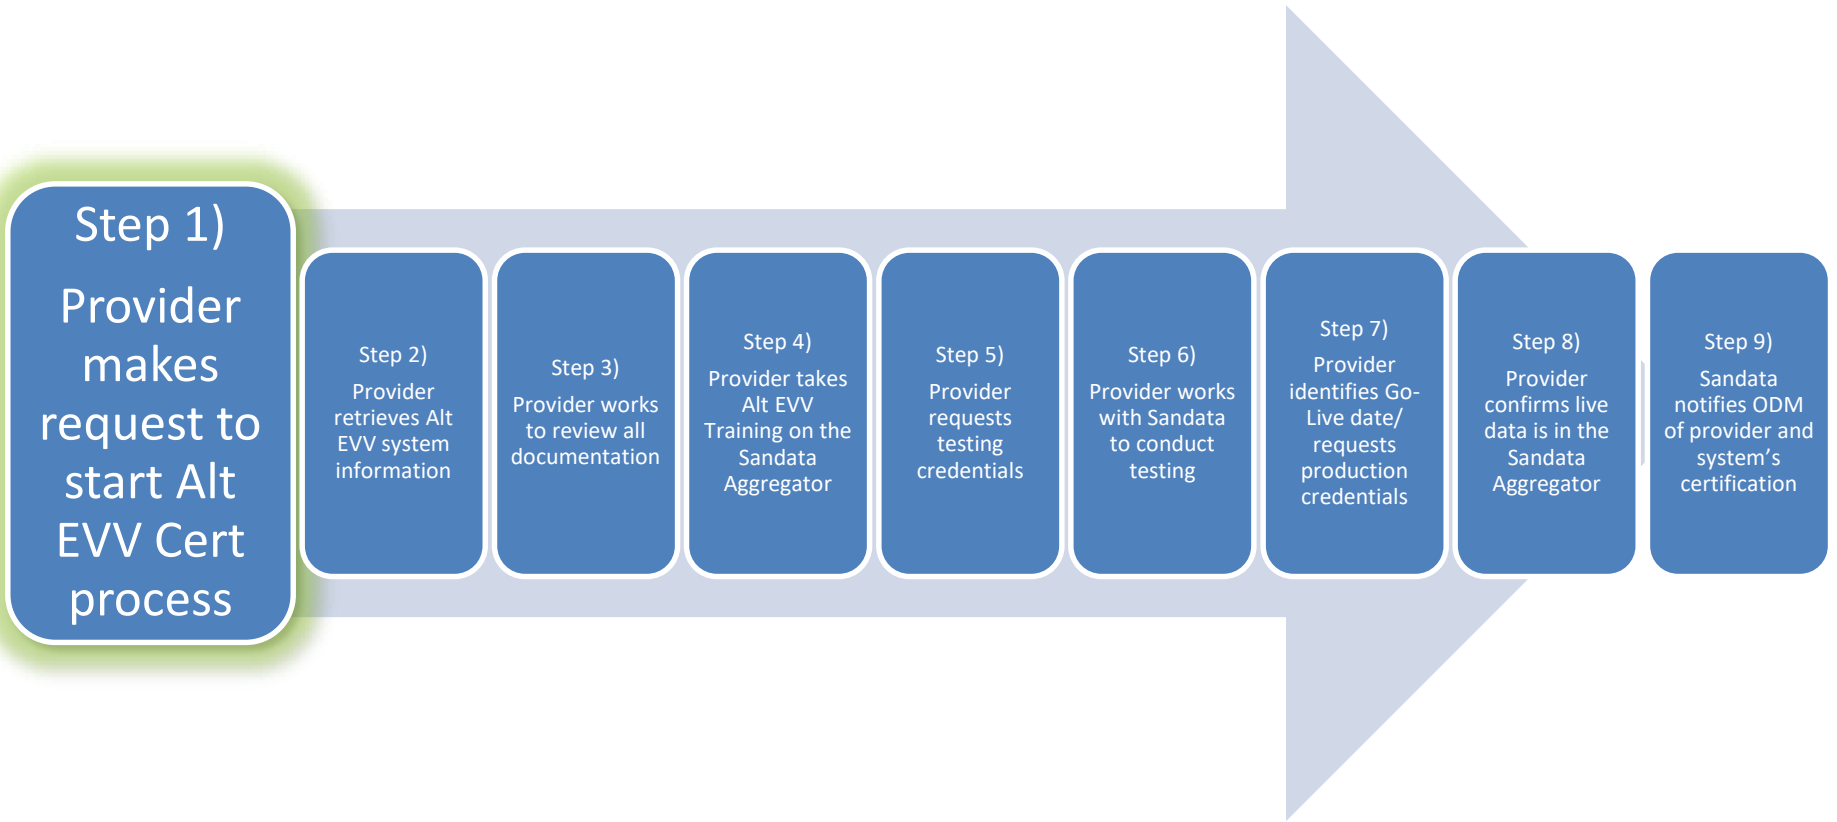 Step 1)
Provider
makes
request to
start Alt
EVV Cert
process
Step 2)
Provider
retrieves Alt
EVV system
information
Step 3)
Provider works
to review all
documentation
Step 4)
Provider takes
Alt EVV
Training on the
Sandata
Aggregator
Step 5)
Provider
requests
testing
credentials
Step 6)
Provider works
with Sandata
to conduct
testing
Step 7)
Provider
identifies Go-
Live date/
requests
production
credentials
Step 8)
Provider
confirms live
data is in the
Sandata
Aggregator
Step 9)
Sandata
notifies ODM
of provider and
system’s
certification